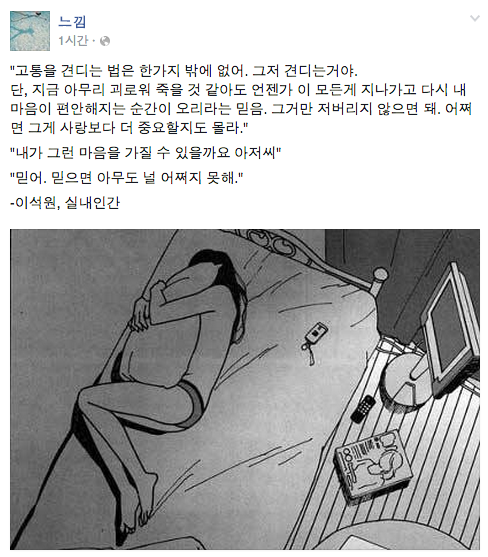 느낌
1시간 ·
"고통을 견디는 법은 한가지 밖에 없어. 그저 견디는거야.
단, 지금 아무리 괴로워 죽을 것 같아도 언젠가 이 모든게 지나가고 다시 내
마음이 편안해지는 순간이 오리라는 믿음. 그거만 저버리지 않으면 돼. 어쩌
면 그게 사랑보다 더 중요할지도 몰라."
"내가 그런 마음을 가질 수 있을까요 아저씨"
"믿어. 믿으면 아무도 널 어쩌지 못해."
-이석원, 실내인간